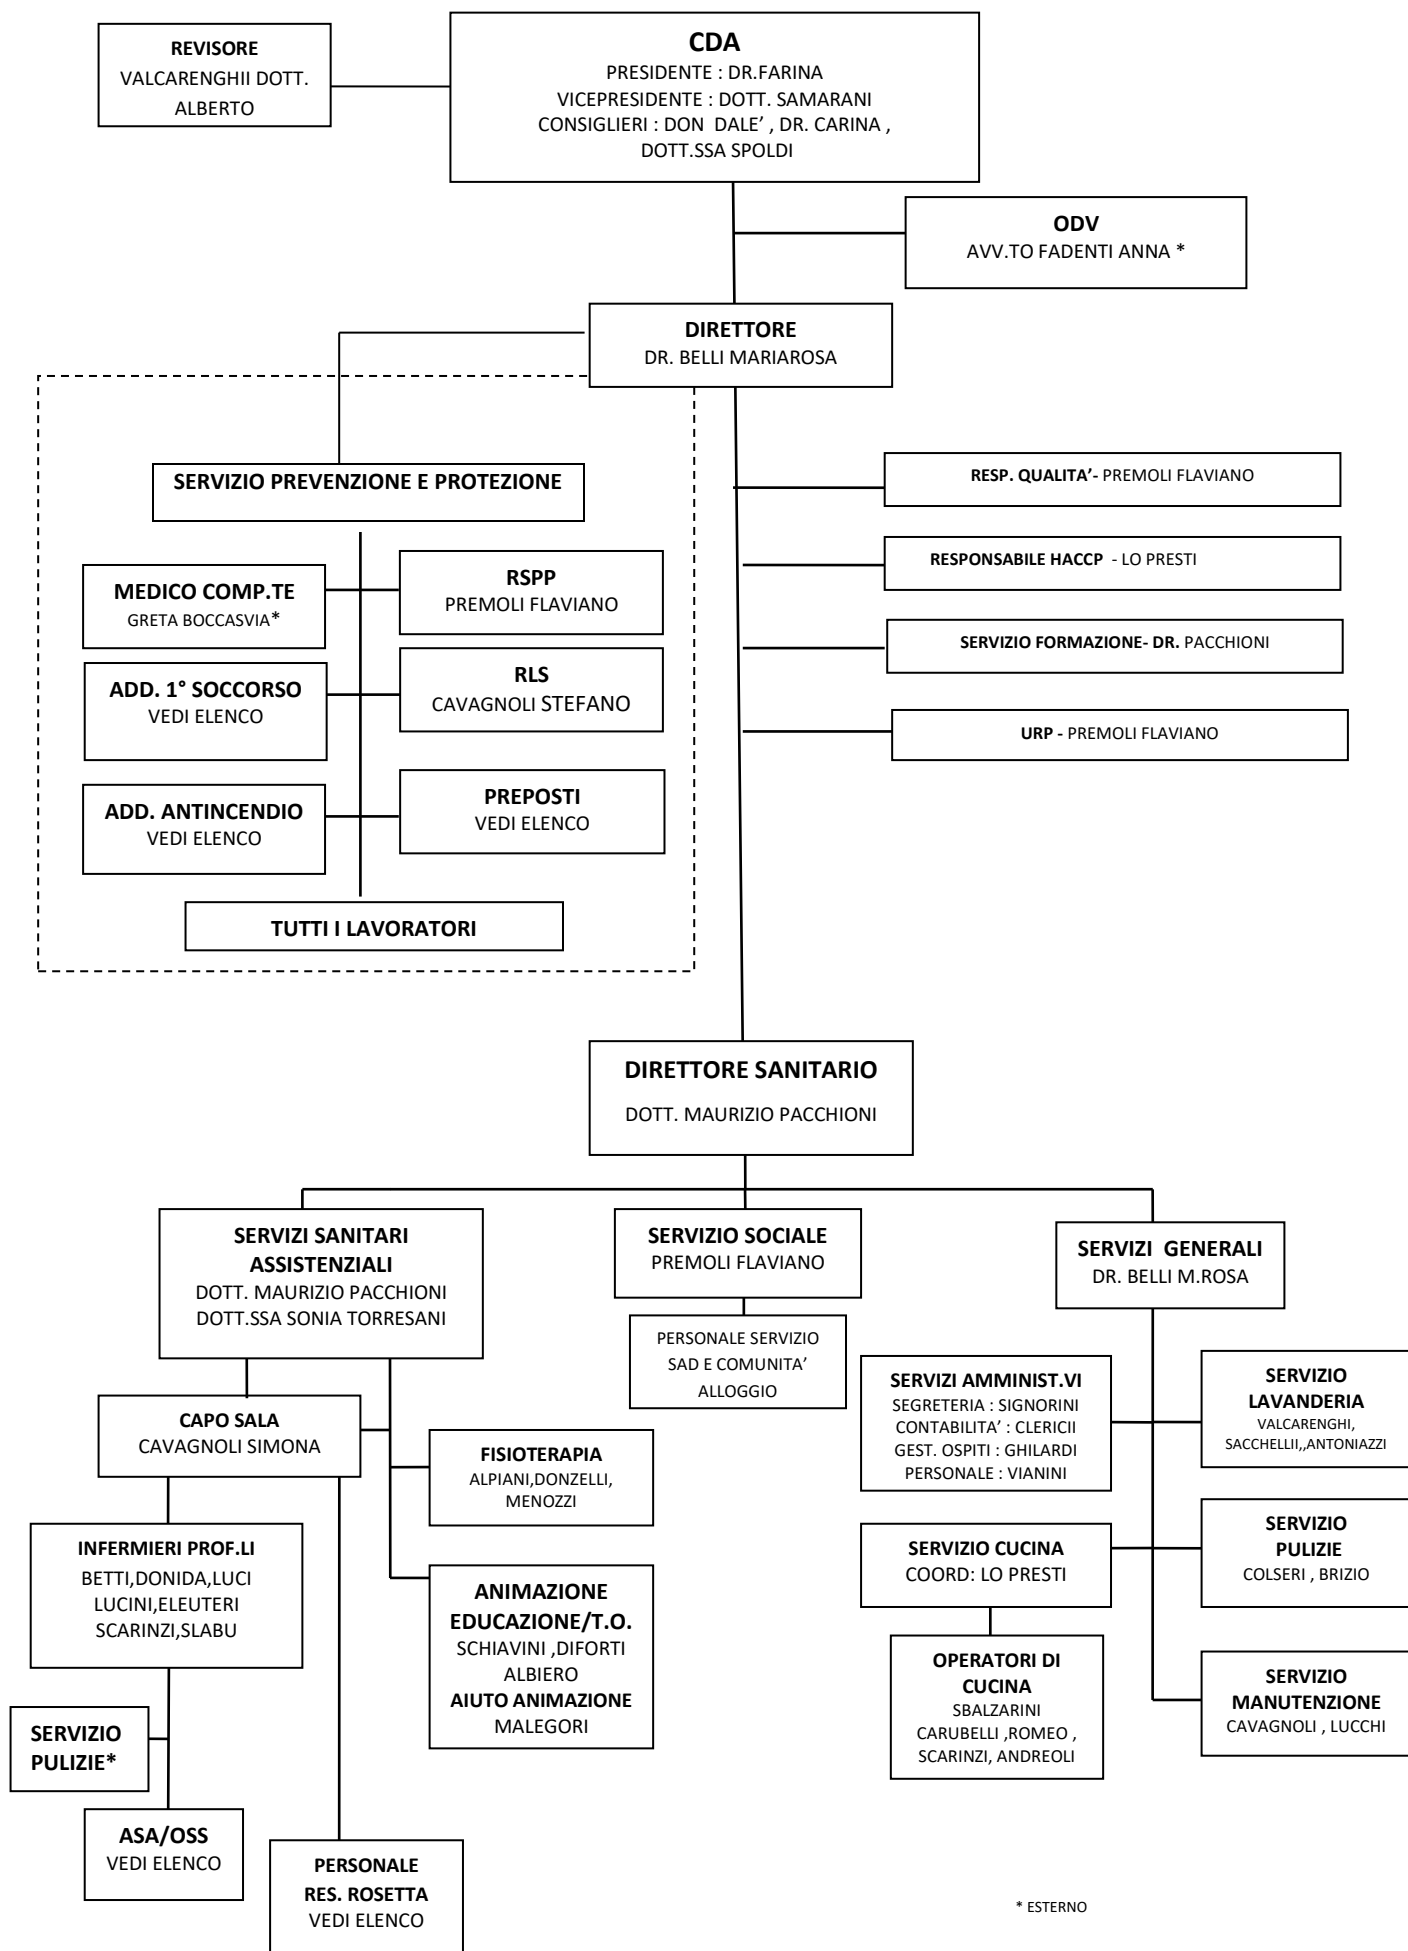 REVISORE
VALCARENGHII DOTT.
ALBERTO
CDA
PRESIDENTE : DR.FARINA
VICEPRESIDENTE : DOTT. SAMARANI
CONSIGLIERI : DON DALE’ , DR. CARINA ,
DOTT.SSA SPOLDI
ODV
AVV.TO FADENTI ANNA *
DIRETTORE
DR. BELLI MARIAROSA
SERVIZIO PREVENZIONE E PROTEZIONE
MEDICO COMP.TE
GRETA BOCCASVIA*
RSPP
PREMOLI FLAVIANO
ADD. 1° SOCCORSO
VEDI ELENCO
RLS
CAVAGNOLI STEFANO
ADD. ANTINCENDIO
VEDI ELENCO
PREPOSTI
VEDI ELENCO
TUTTI I LAVORATORI
RESP. QUALITA’- PREMOLI FLAVIANO
RESPONSABILE HACCP - LO PRESTI
SERVIZIO FORMAZIONE- DR. PACCHIONI
URP - PREMOLI FLAVIANO
DIRETTORE SANITARIO
DOTT. MAURIZIO PACCHIONI
SERVIZI SANITARI
ASSISTENZIALI
DOTT. MAURIZIO PACCHIONI
DOTT.SSA SONIA TORRESANI
SERVIZIO SOCIALE
PREMOLI FLAVIANO
SERVIZI GENERALI
DR. BELLI M.ROSA
PERSONALE SERVIZIO
SAD E COMUNITA’
ALLOGGIO
CAPO SALA
CAVAGNOLI SIMONA
FISIOTERAPIA
ALPIANI,DONZELLI,
MENOZZI
SERVIZI AMMINIST.VI
SEGRETERIA : SIGNORINI
CONTABILITA’ : CLERICII
GEST. OSPITI : GHILARDI
PERSONALE : VIANINI
SERVIZIO
LAVANDERIA
VALCARENGHI,
SACCHELLII,,ANTONIAZZI
INFERMIERI PROF.LI
BETTI,DONIDA,LUCI
LUCINI,ELEUTERI
SCARINZI,SLABU
ANIMAZIONE
EDUCAZIONE/T.O.
SCHIAVINI ,DIFORTI
ALBIERO
AIUTO ANIMAZIONE
MALEGORI
SERVIZIO CUCINA
COORD: LO PRESTI
SERVIZIO
PULIZIE
COLSERI , BRIZIO
OPERATORI DI
CUCINA
SBALZARINI
CARUBELLI ,ROMEO ,
SCARINZI, ANDREOLI
SERVIZIO
MANUTENZIONE
CAVAGNOLI , LUCCHI
SERVIZIO
PULIZIE*
ASA/OSS
VEDI ELENCO
PERSONALE
RES. ROSETTA
VEDI ELENCO
* ESTERNO